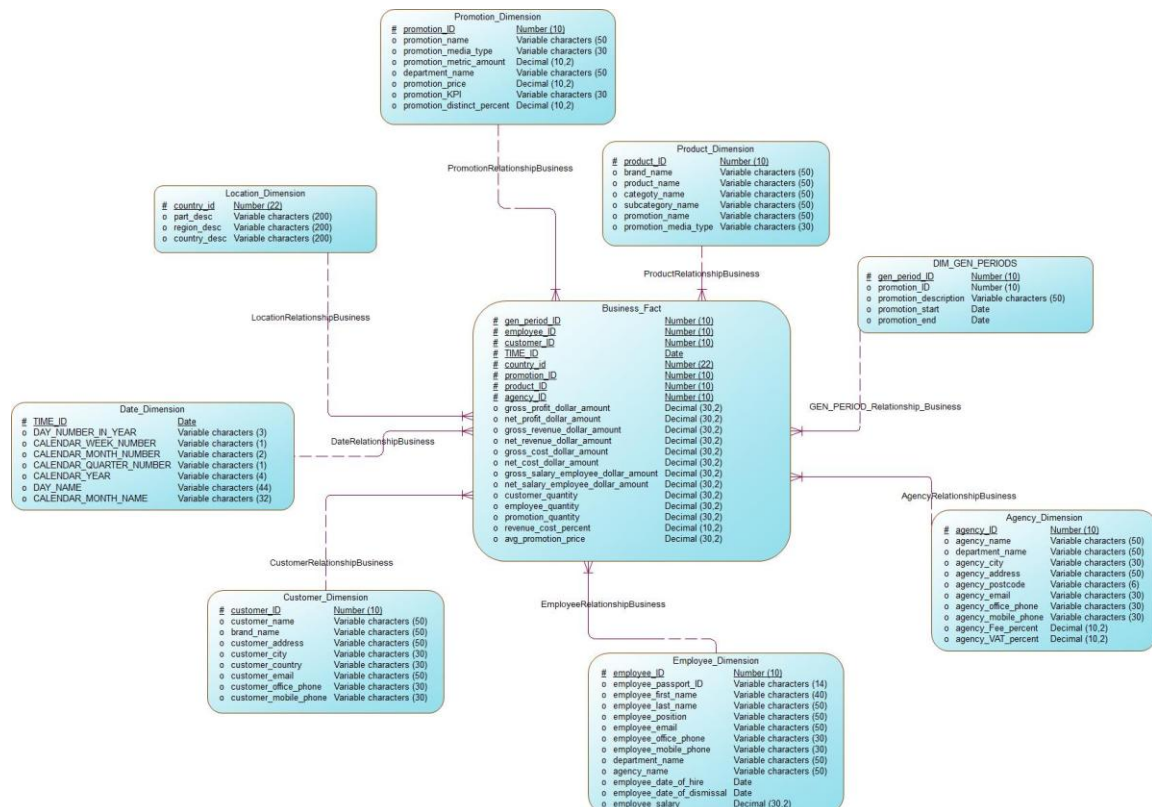 Promotion_Dimension
# promotion_ID Number (10)
o promotion_name Variable characters (50
o promotion_media_type Variable characters (30
o promotion_metric_amount Decimal (10,2)
o department_name Variable characters (50
o promotion_price Decimal (10,2)
o promotion_KPI Variable characters (30
o promotion_distinct_percent Decimal (10,2)
PromotionRelationshipBusiness
Product_Dimension
# product_ID Number (10)
o brand_name Variable characters (50)
o product_name Variable characters (50)
o categoty_name Variable characters (50)
o subcategory_name Variable characters (50)
o promotion_name Variable characters (50)
o promotion_media_type Variable characters (30)
ProductRelationshipBusiness
Location_Dimension
# country_id Number (22)
o part_desc Variable characters (200)
o region_desc Variable characters (200)
o country_desc Variable characters (200)
LocationRelationshipBusiness
DIM_GEN_PERIODS
# gen_period_ID Number (10)
o promotion_ID Number (10)
o promotion_description Variable characters (50)
o promotion_start Date
o promotion_end Date
GEN_PERIOD_Relationship_Business
Business_Fact
# gen_period_ID Number (10)
# employee_ID Number (10)
# customer_ID Number (10)
# TIME_ID Date
# country_id Number (22)
# promotion_ID Number (10)
# product_ID Number (10)
# agency_ID Number (10)
o gross_profit_dollar_amount Decimal (30,2)
o net_profit_dollar_amount Decimal (30,2)
o gross_revenue_dollar_amount Decimal (30,2)
o net_revenue_dollar_amount Decimal (30,2)
o gross_cost_dollar_amount Decimal (30,2)
o net_cost_dollar_amount Decimal (30,2)
o gross_salary_employee_dollar_amount Decimal (30,2)
o net_salary_employee_dollar_amount Decimal (30,2)
o customer_quantity Decimal (30,2)
o employee_quantity Decimal (30,2)
o promotion_quantity Decimal (30,2)
o revenue_cost_percent Decimal (10,2)
o avg_promotion_price Decimal (30,2)
Date_Dimension
# TIME_ID Date
o DAY_NUMBER_IN_YEAR Variable characters (3)
o CALENDAR_WEEK_NUMBER Variable characters (1)
o CALENDAR_MONTH_NUMBER Variable characters (2)
o CALENDAR_QUARTER_NUMBER Variable characters (1)
o CALENDAR_YEAR Variable characters (4)
o DAY_NAME Variable characters (44)
o CALENDAR_MONTH_NAME Variable characters (32)
DateRelationshipBusiness
AgencyRelationshipBusiness
Agency_Dimension
# agency_ID Number (10)
o agency_name Variable characters (50)
o department_name Variable characters (50)
o agency_city Variable characters (30)
o agency_address Variable characters (50)
o agency_postcode Variable characters (6)
o agency_email Variable characters (30)
o agency_office_phone Variable characters (30)
o agency_mobile_phone Variable characters (30)
o agency_Fee_percent Decimal (10,2)
o agency_VAT_percent Decimal (10,2)
CustomerRelationshipBusiness
Customer_Dimension
# customer_ID Number (10)
o customer_name Variable characters (50)
o brand_name Variable characters (50)
o customer_address Variable characters (50)
o customer_city Variable characters (30)
o customer_country Variable characters (30)
o customer_email Variable characters (50)
o customer_office_phone Variable characters (30)
o customer_mobile_phone Variable characters (30)
EmployeeRelationshipBusiness
Employee_Dimension
# employee_ID Number (10)
o employee_passport_ID Variable characters (14)
o employee_first_name Variable characters (40)
o employee_last_name Variable characters (50)
o employee_position Variable characters (50)
o employee_email Variable characters (50)
o employee_office_phone Variable characters (30)
o employee_mobile_phone Variable characters (30)
o department_name Variable characters (50)
o agency_name Variable characters (50)
o employee_date_of_hire Date
o employee_date_of_dismissal Date
o employee_salary Decimal (30,2)